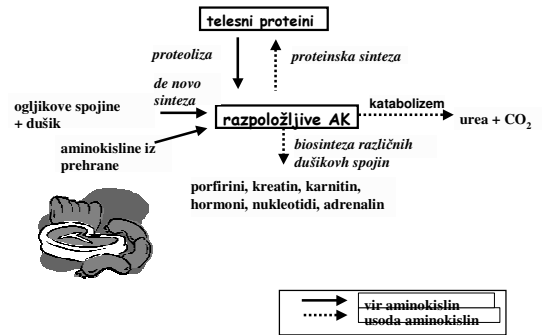 telesni proteini
proteoliza
proteinska sinteza
de novo
sinteza
ogljikove spojine
+ dušik
razpoložljive AK
katabolizem
urea + CO2
aminokisline iz
prehrane
biosinteza različnih
dušikovh spojin
porfirini, kreatin, karnitin,
hormoni, nukleotidi, adrenalin
vir aminokislin
usoda aminokislin